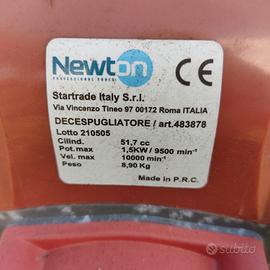 Newton
PROFESSIONAL TOOLS
CE
Startrade Italy S.r.l.
Via Vincenzo Tineo 97 00172 Roma ITALIA
DECESPUGLIATORE / art.483878
Lotto 210505
Cilind. 51,7 cc
Pot.max 1,5KW / 9500 min⁻¹
Vel. max 10000 min⁻¹
Peso 8,90 Kg
Made in P.R.C.
subito